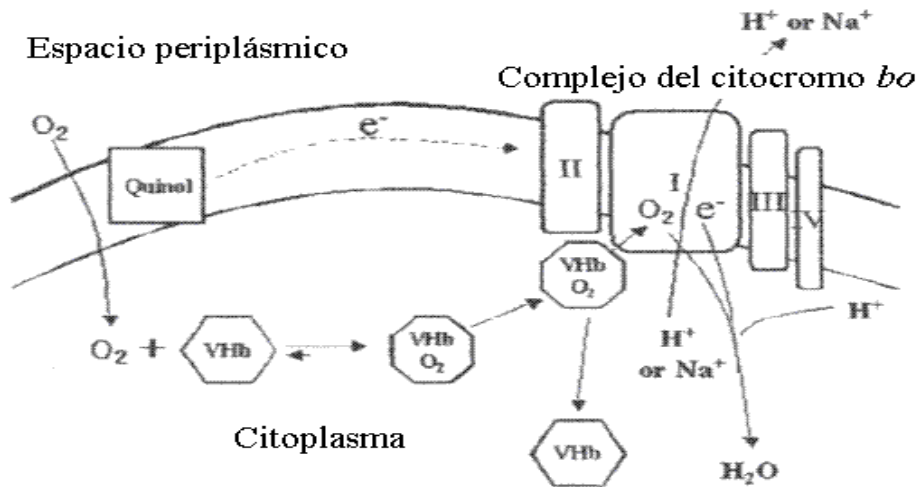 H⁺ or Na⁺
Espacio periplásmico
Complejo del citocromo bo
O₂
e⁻
Quinol
II
I
O₂ e⁻
III
V
VHb
O₂
O₂ + VHb
VHb
O₂
H⁺
or Na⁺
H⁺
Citoplasma
VHb
H₂O